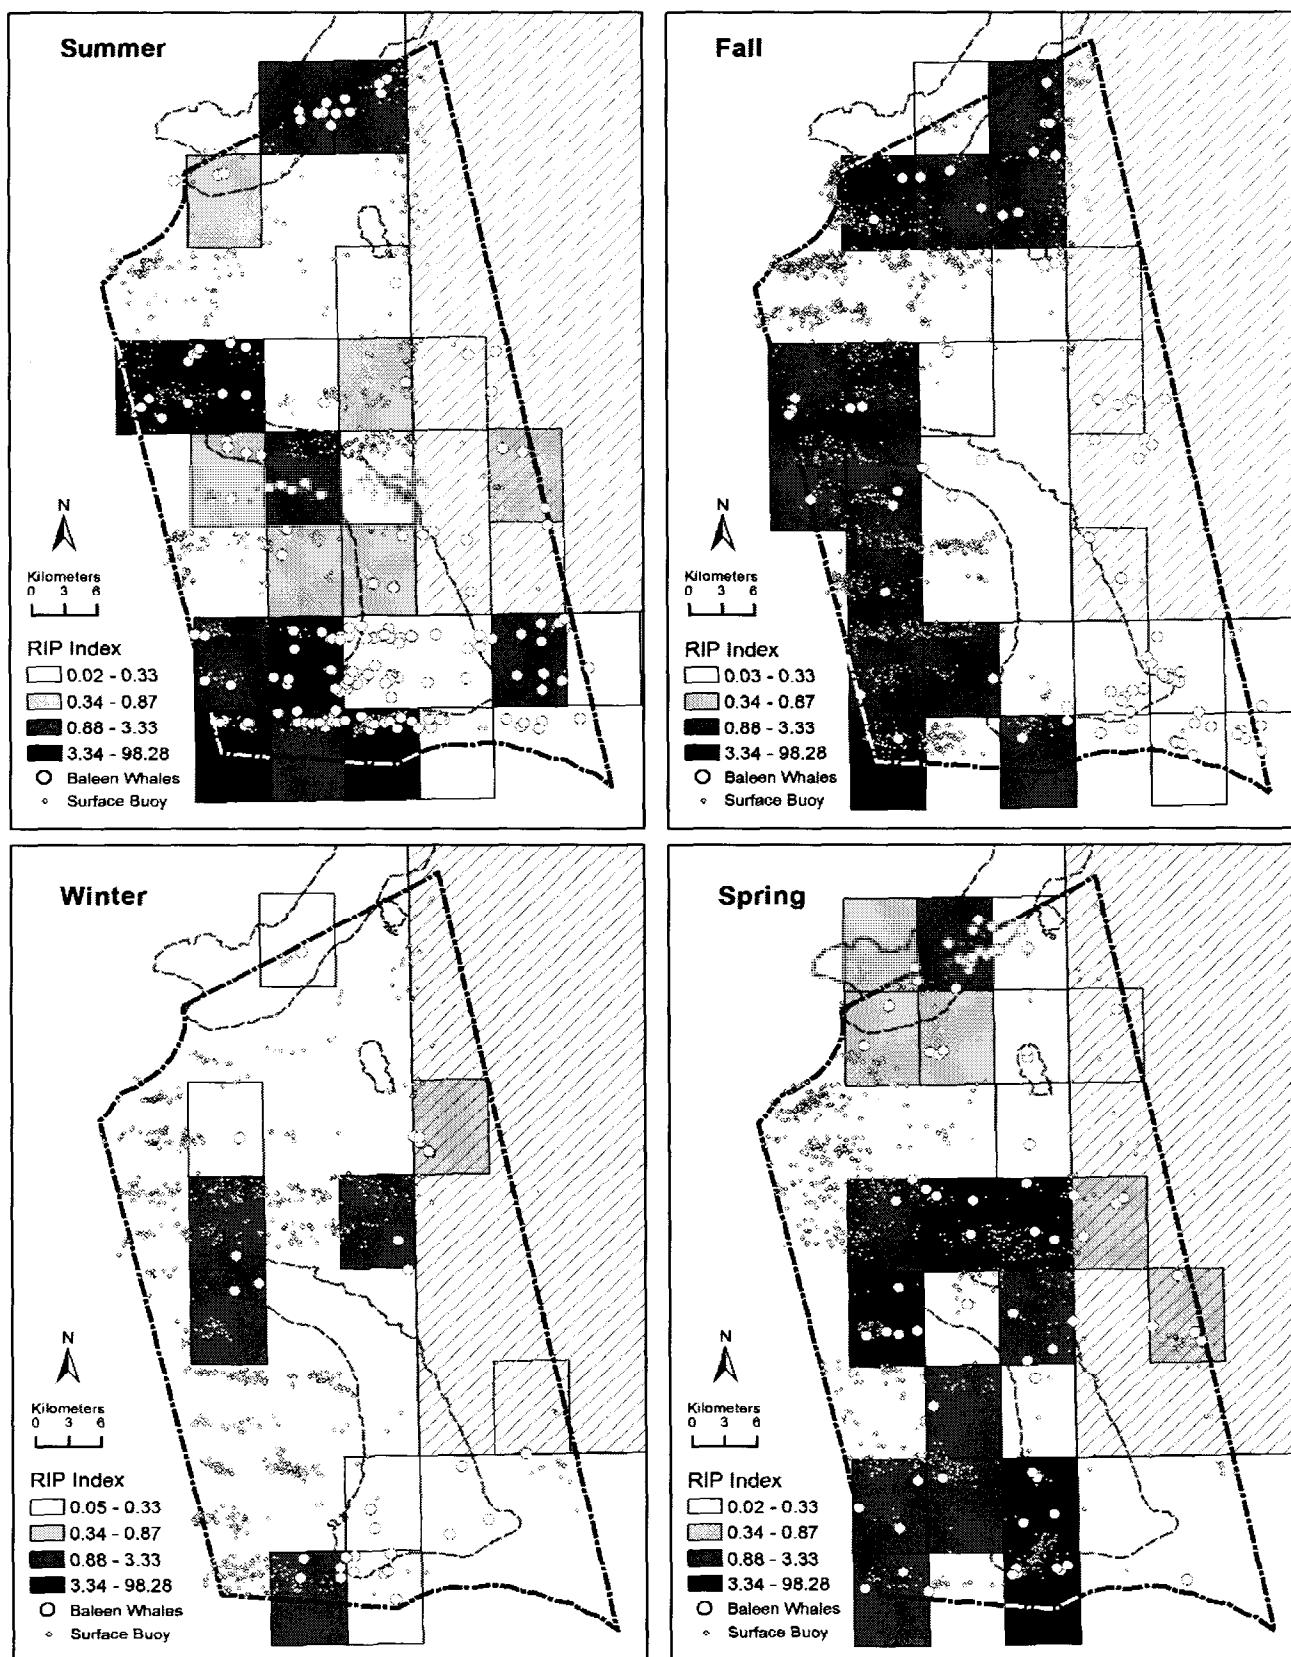 Summer
N
Kilometers
0 3 6
RIP Index
0.02 - 0.33
0.34 - 0.87
0.88 - 3.33
3.34 - 98.28
Baleen Whales
Surface Buoy
Fall
N
Kilometers
0 3 6
RIP Index
0.03 - 0.33
0.34 - 0.87
0.88 - 3.33
3.34 - 98.28
Baleen Whales
Surface Buoy
Winter
N
Kilometers
0 3 6
RIP Index
0.05 - 0.33
0.34 - 0.87
0.88 - 3.33
3.34 - 98.28
Baleen Whales
Surface Buoy
Spring
N
Kilometers
0 3 6
RIP Index
0.02 - 0.33
0.34 - 0.87
0.88 - 3.33
3.34 - 98.28
Baleen Whales
Surface Buoy